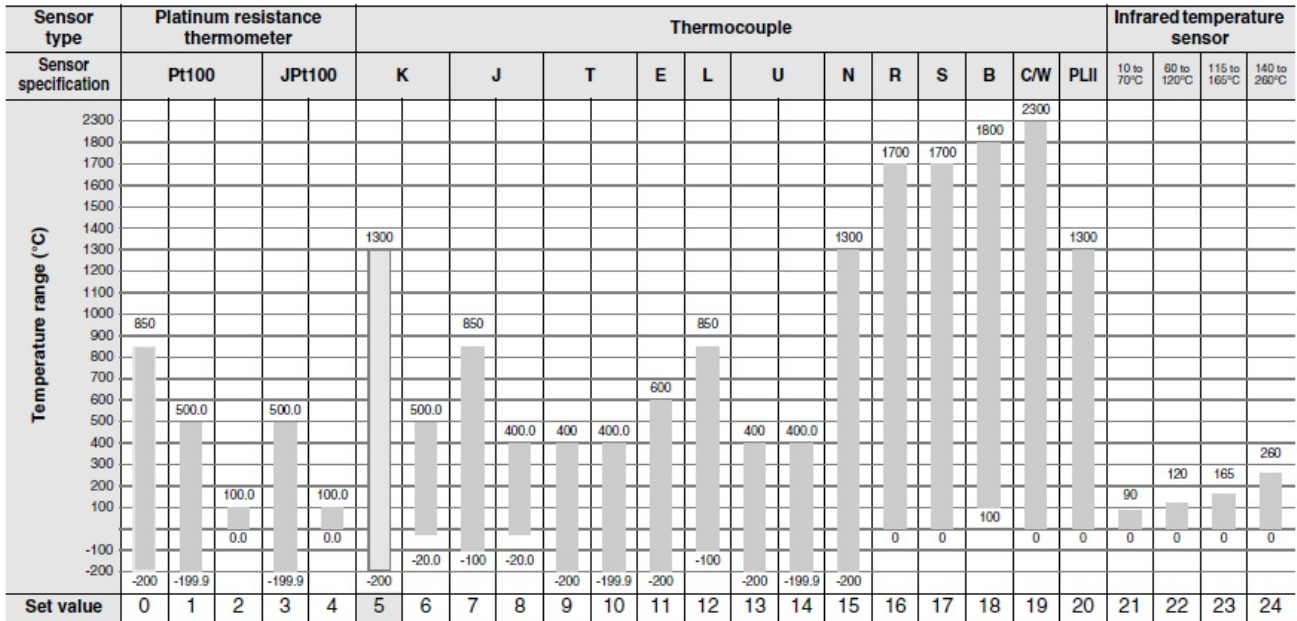 Sensor type Platinum resistance thermometer Thermocouple Infrared temperature sensor
Sensor specification Pt100 JPt100 K J T E L U N R S B C/W PLII 10 to 70°C 60 to 120°C 115 to 165°C 140 to 260°C
Temperature range (°C)
2300 2300
1800 1800
1700 1700 1700
1600
1500
1400
1300 1300 1300 1300
1200
1100
1000
900 850 850 850
800
700
600 600
500 500.0 500.0 500.0
400 400.0 400 400.0 400 400.0
300 260
200 100.0 100.0 90 120 165
100 100
0.0 0.0 0 0 0 0 0 0 0 0
-100 -20.0 -100 -20.0 -100
-200 -200 -199.9 -199.9 -200 -200 -199.9 -200 -200 -199.9 -200
Set value 0 1 2 3 4 5 6 7 8 9 10 11 12 13 14 15 16 17 18 19 20 21 22 23 24